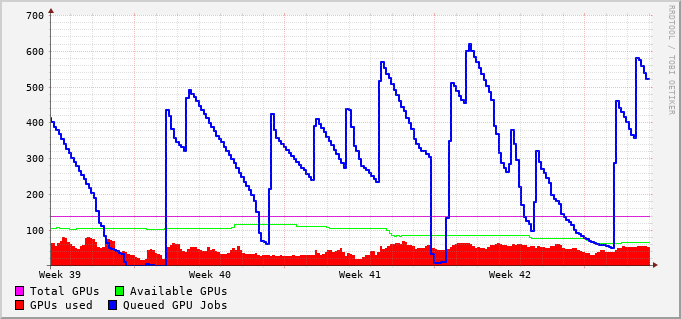 700
600
500
400
300
200
100
Week 39 Week 40 Week 41 Week 42
Total GPUs Available GPUs
GPUs used Queued GPU Jobs
RRDTOOL / TOBI OETIKER